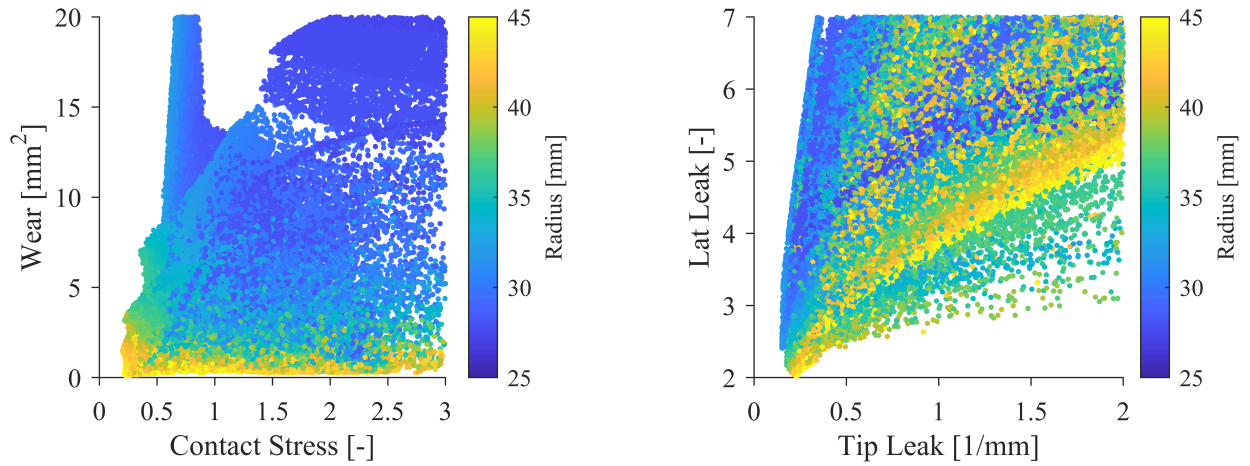 20
15
10
5
0
Wear [mm²]
0 0.5 1 1.5 2 2.5 3
Contact Stress [-]
45
40
35
30
25
Radius [mm]
7
6
5
4
3
2
Lat Leak [-]
0 0.5 1 1.5 2
Tip Leak [1/mm]
45
40
35
30
25
Radius [mm]